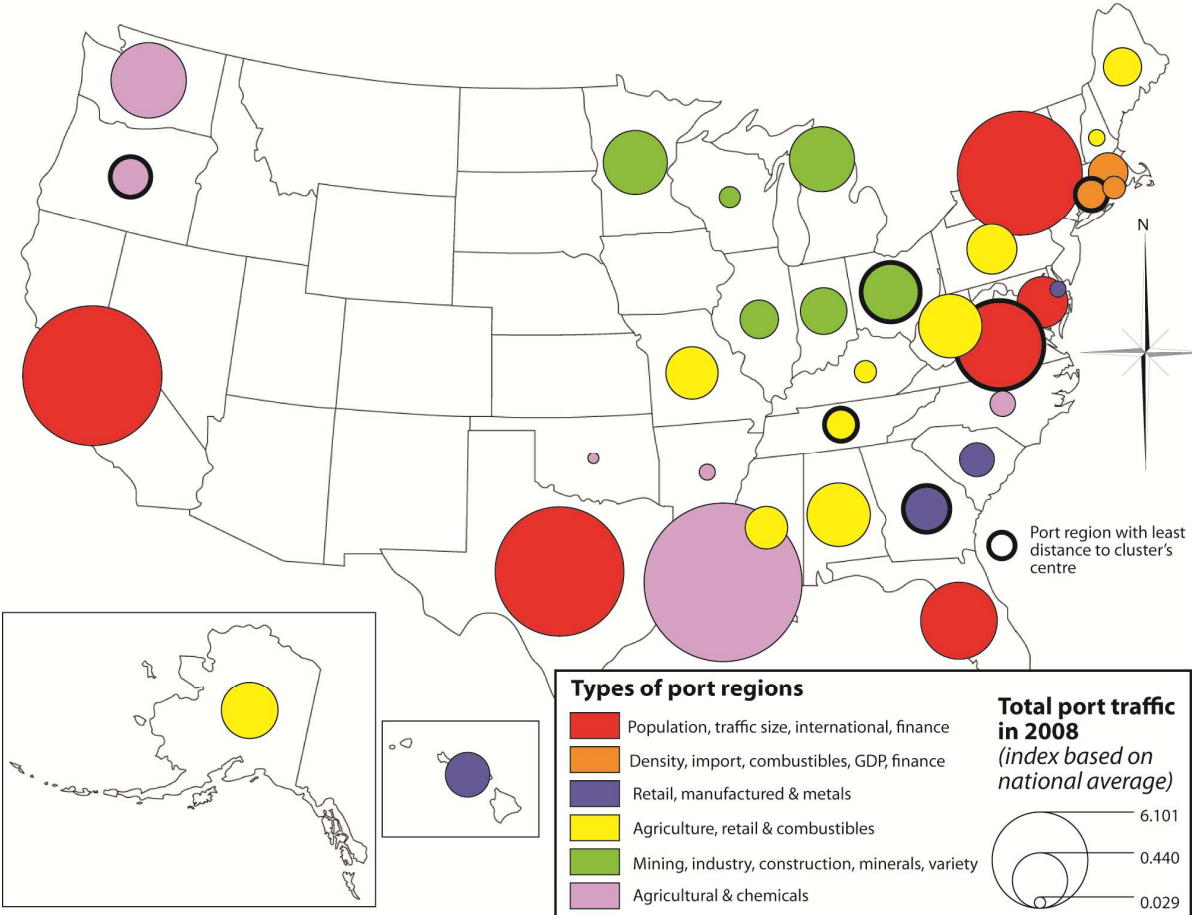 N
Port region with least
distance to cluster's
centre
Types of port regions
Population, traffic size, international, finance
Density, import, combustibles, GDP, finance
Retail, manufactured & metals
Agriculture, retail & combustibles
Mining, industry, construction, minerals, variety
Agricultural & chemicals
Total port traffic
in 2008
(index based on
national average)
6.101
0.440
0.029